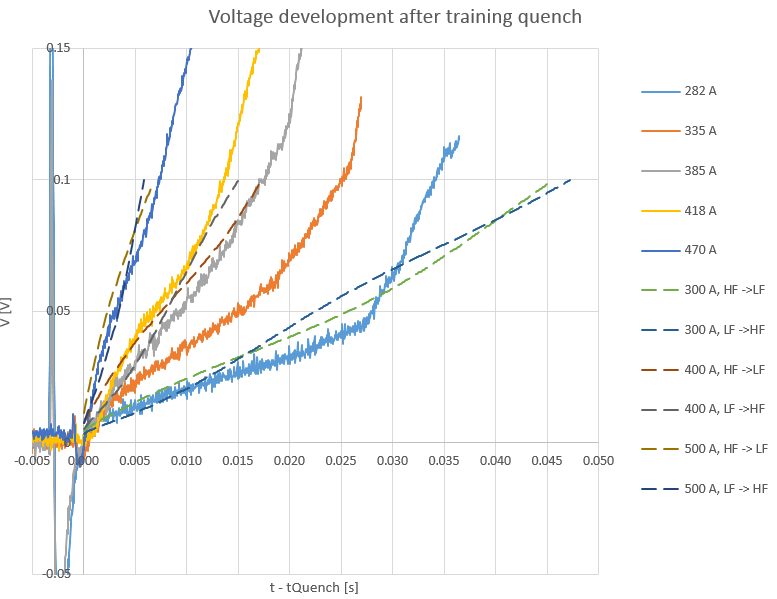 Voltage development after training quench
0.15
0.1
0.05
0
-0.05
V [V]
-0.005 0.000 0.005 0.010 0.015 0.020 0.025 0.030 0.035 0.040 0.045 0.050
t - tQuench [s]
282 A
335 A
385 A
418 A
470 A
300 A, HF ->LF
300 A, LF ->HF
400 A, HF ->LF
400 A, LF ->HF
500 A, HF -> LF
500 A, LF -> HF